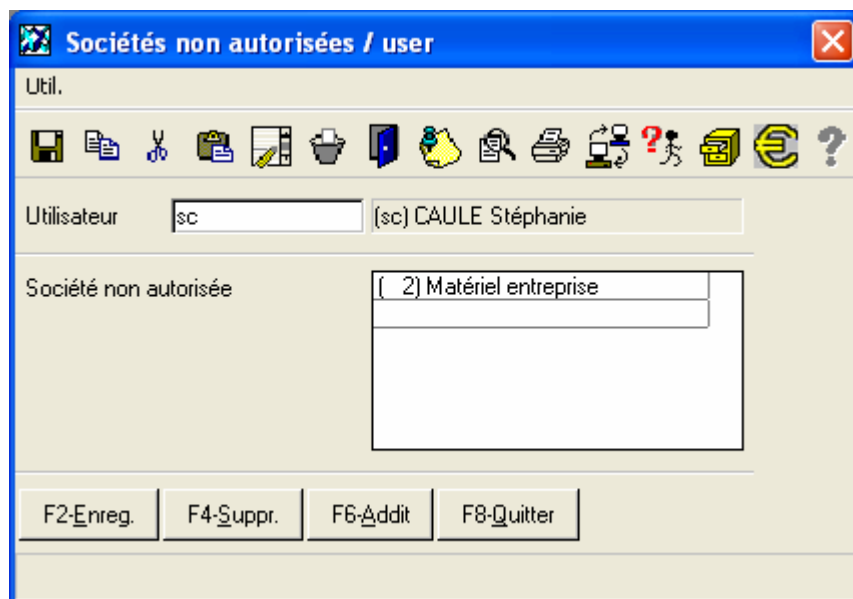 Sociétés non autorisées / user
Util.
Utilisateur sc (sc) CAULE Stéphanie
Société non autorisée ( 2) Matériel entreprise
F2-Enreg. F4-Suppr. F6-Addit F8-Quitter